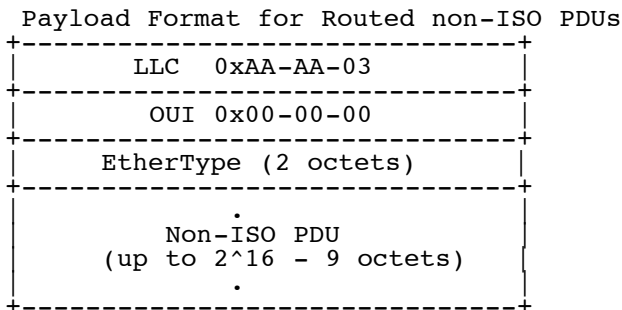 Payload Format for Routed non-ISO PDUs
+-------------------------------+
|       LLC  0xAA-AA-03         |
+-------------------------------+
|        OUI 0x00-00-00         |
+-------------------------------+
|     EtherType (2 octets)      |
+-------------------------------+
|              .                |
|         Non-ISO PDU           |
|     (up to 2^16 - 9 octets)   |
|              .                |
+-------------------------------+